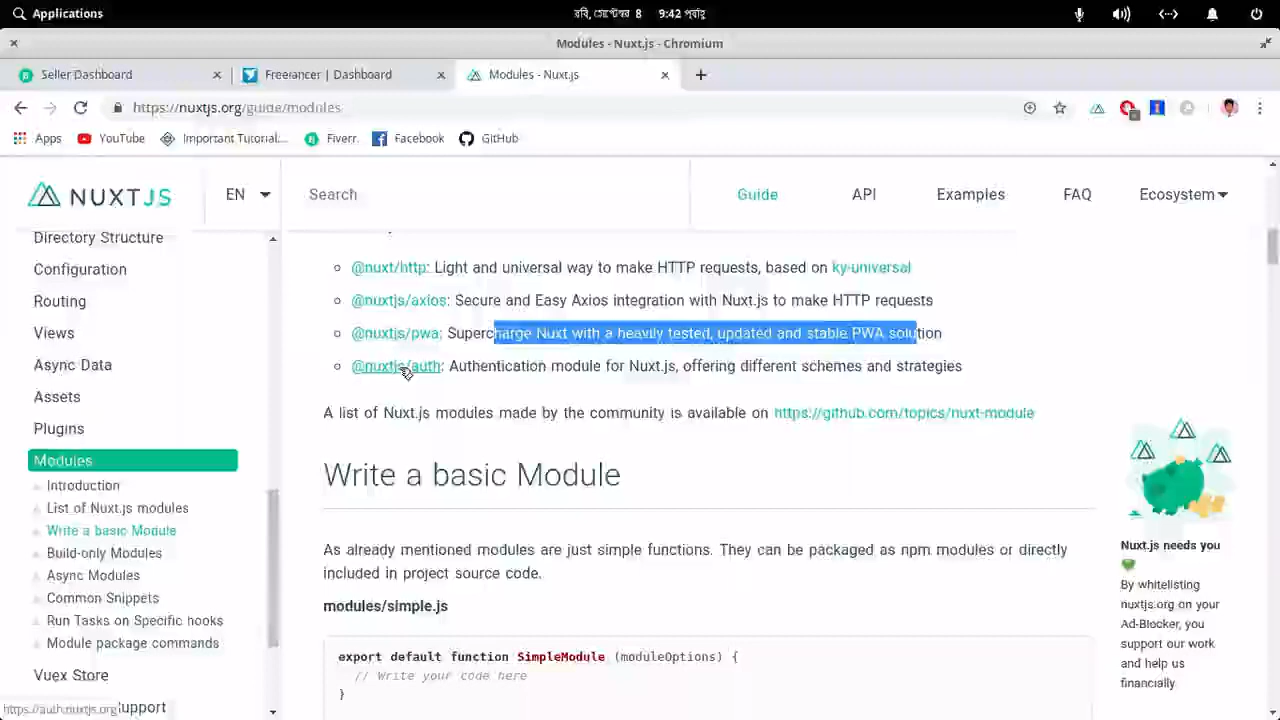 Applications
রবি, সেপ্টেম্বর 8 9:42 পূর্বাহ্ণ
Modules - Nuxt.js - Chromium
Seller Dashboard
Freelancer | Dashboard
Modules - Nuxt.js
https://nuxtjs.org/guide/modules
Apps YouTube Important Tutorial:... Fiverr. Facebook GitHub
NUXTJS EN Search Guide API Examples FAQ Ecosystem
Directory Structure
Configuration
Routing
Views
Async Data
Assets
Plugins
Modules
Introduction
List of Nuxt.js modules
Write a basic Module
Build-only Modules
Async Modules
Common Snippets
Run Tasks on Specific hooks
Module package commands
Vuex Store
upport
https://auth.nuxtjs.org
@nuxt/http: Light and universal way to make HTTP requests, based on ky-universal
@nuxtjs/axios: Secure and Easy Axios integration with Nuxt.js to make HTTP requests
@nuxtjs/pwa: Supercharge Nuxt with a heavily tested, updated and stable PWA solution
@nuxtjs/auth: Authentication module for Nuxt.js, offering different schemes and strategies
A list of Nuxt.js modules made by the community is available on https://github.com/topics/nuxt-module
Write a basic Module
As already mentioned modules are just simple functions. They can be packaged as npm modules or directly
included in project source code.
modules/simple.js
export default function SimpleModule (moduleOptions) {
// Write your code here
}
Nuxt.js needs you
By whitelisting
nuxtjs.org on your
Ad-Blocker, you
support our work
and help us
financially.